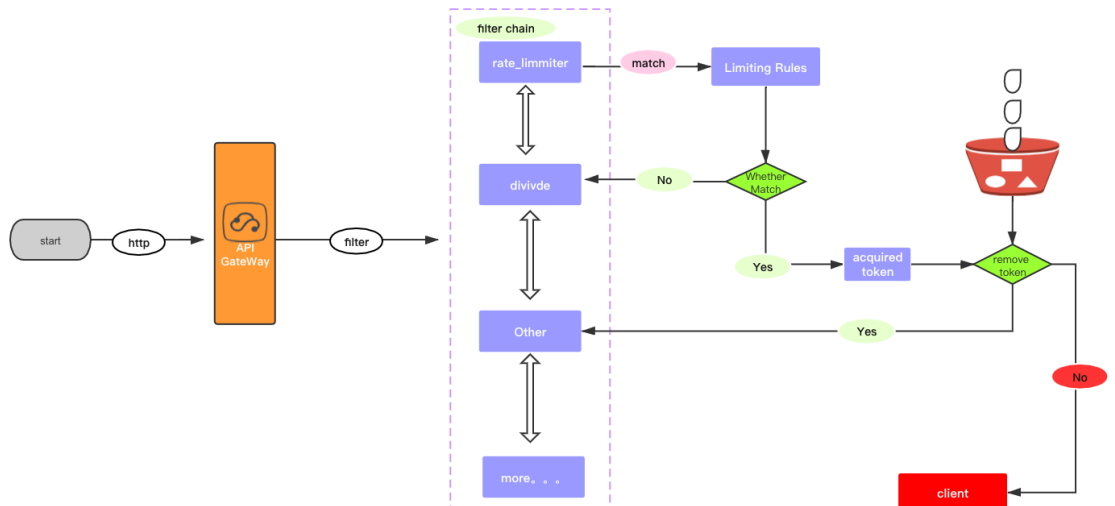 filter chain
rate_limmiter
match
Limiting Rules
divivde
No
Whether
Match
start
http
API
GateWay
filter
Yes
acquired
token
remove
token
Other
Yes
No
more。。。
client